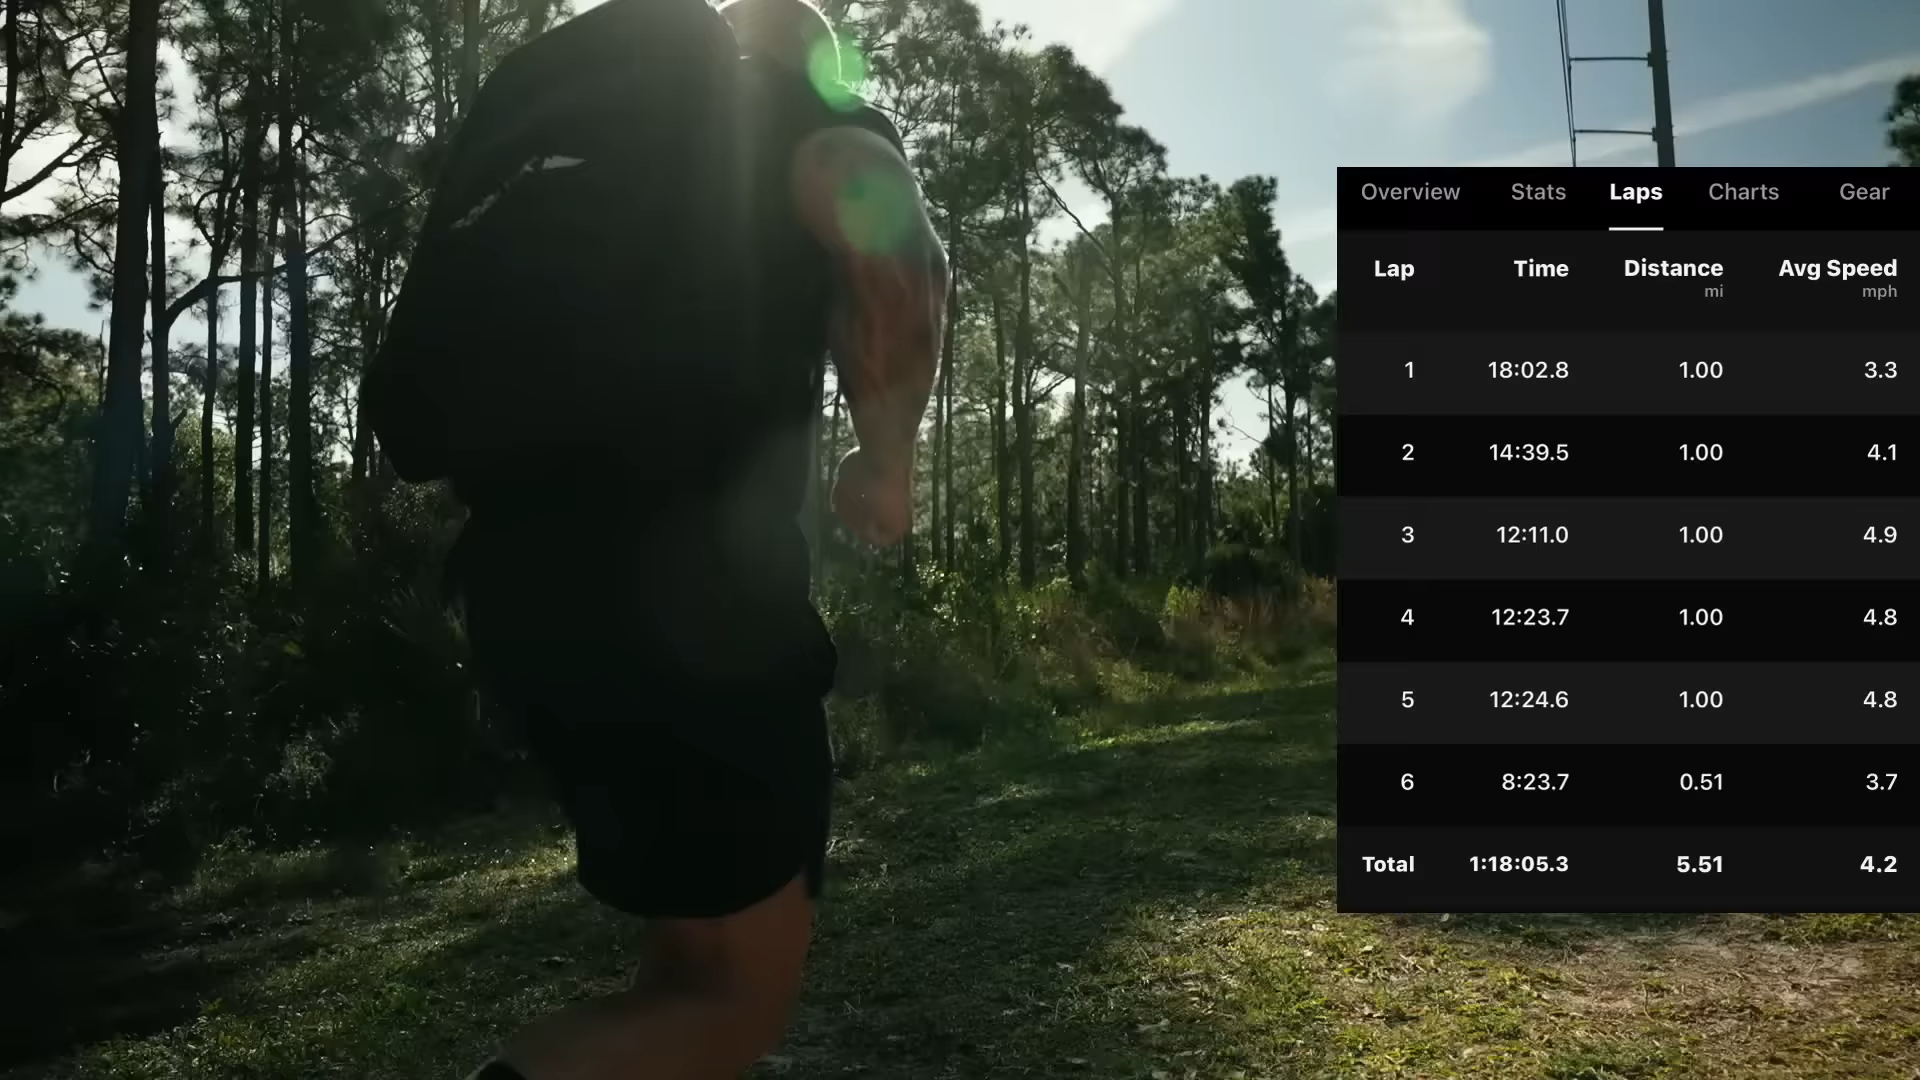 Overview Stats Laps Charts Gear
Lap Time Distance Avg Speed
mi mph
1 18:02.8 1.00 3.3
2 14:39.5 1.00 4.1
3 12:11.0 1.00 4.9
4 12:23.7 1.00 4.8
5 12:24.6 1.00 4.8
6 8:23.7 0.51 3.7
Total 1:18:05.3 5.51 4.2